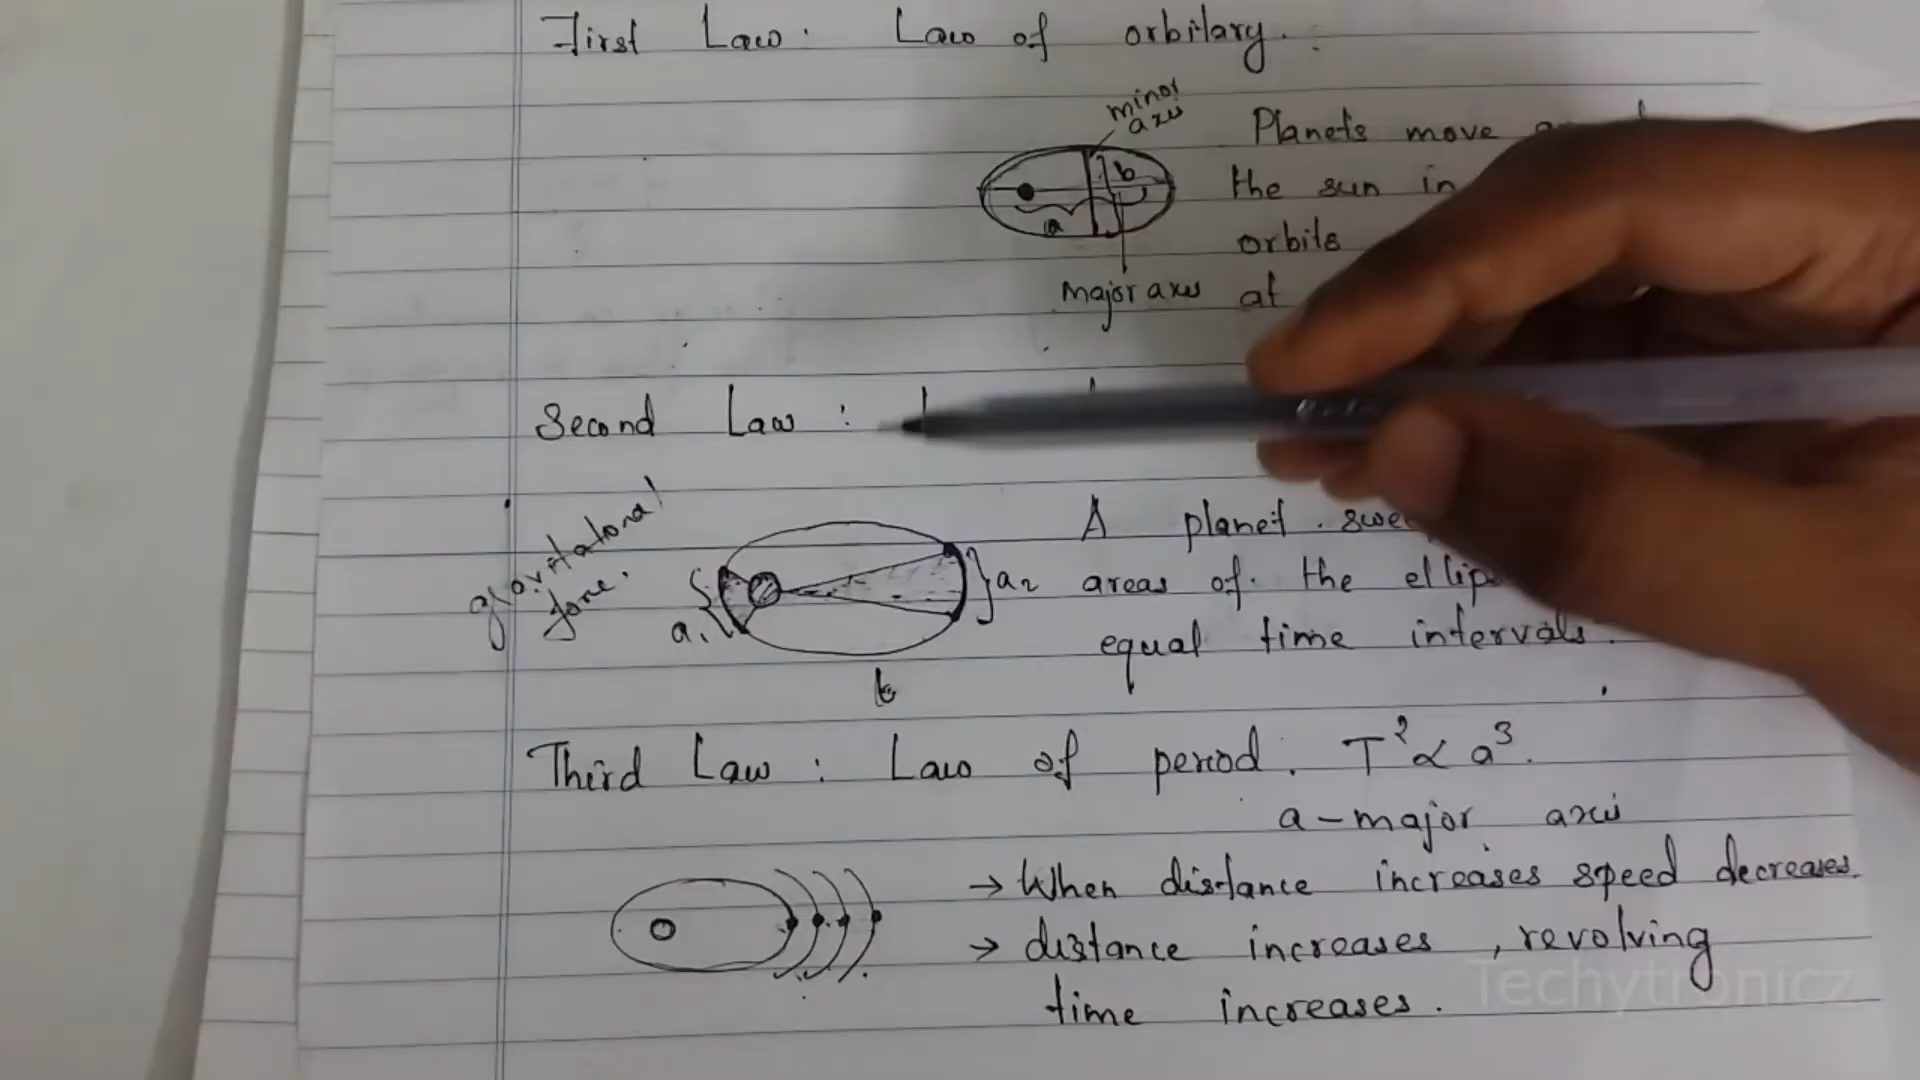 First Law. Law of orbitary.
minor
axis
Planets move
b
the sun in
a
orbits
major axis at
Second Law :
gravitational
force.
A planet swe
a₁
a₂ areas of the ellip
equal time intervals.
t
Third Law : Law of period. T² ∝ a³.
a - major axis
→ When distance increases speed decreases.
→ distance increases, revolving
time increases.
Techytronicz